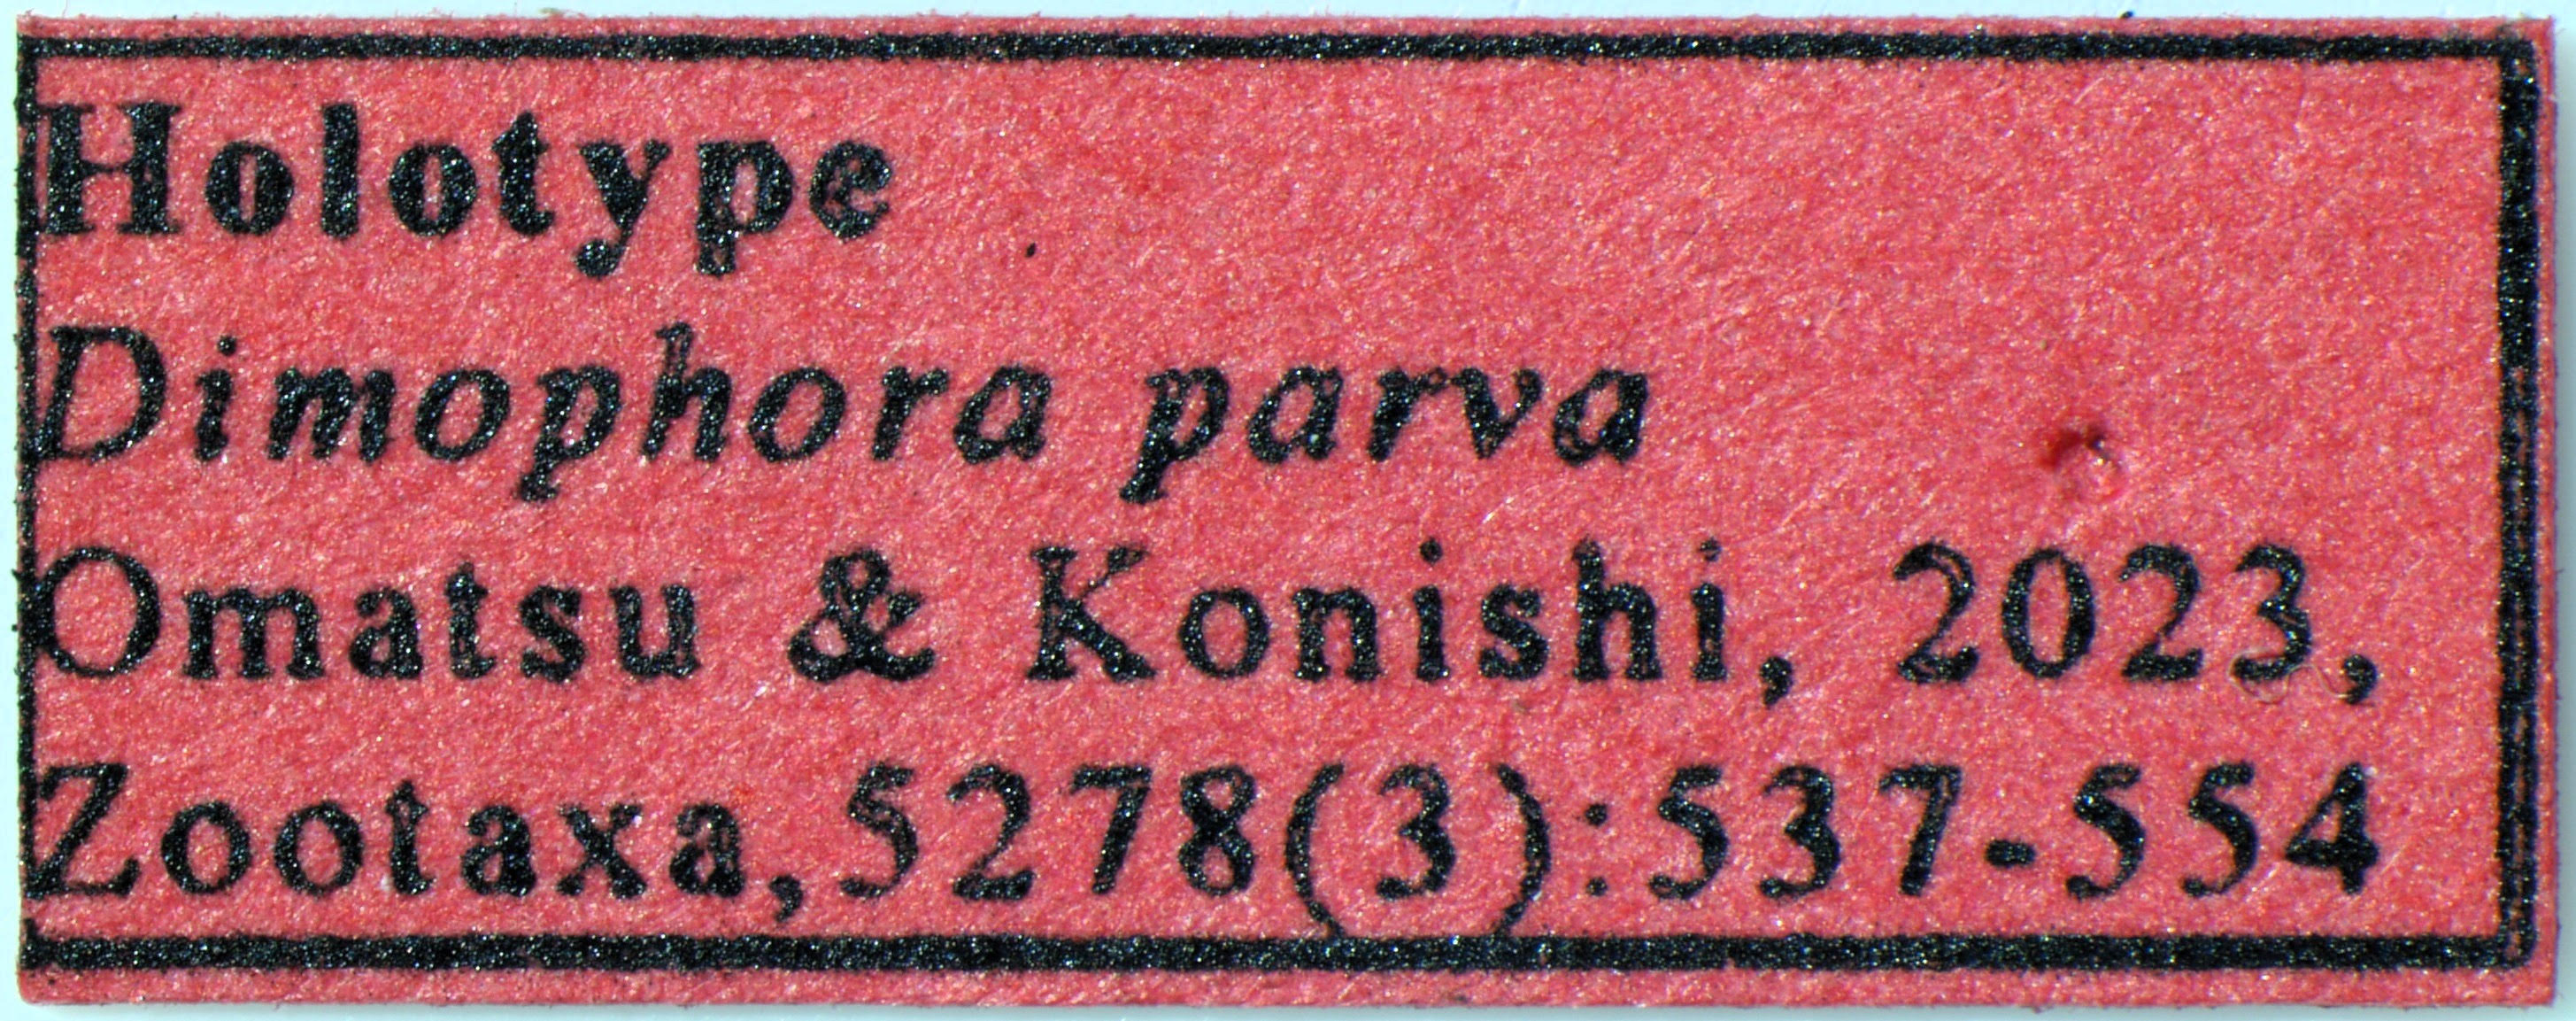 Holotype
Dimophora parva
Omatsu & Konishi, 2023,
Zootaxa,5278(3):537-554